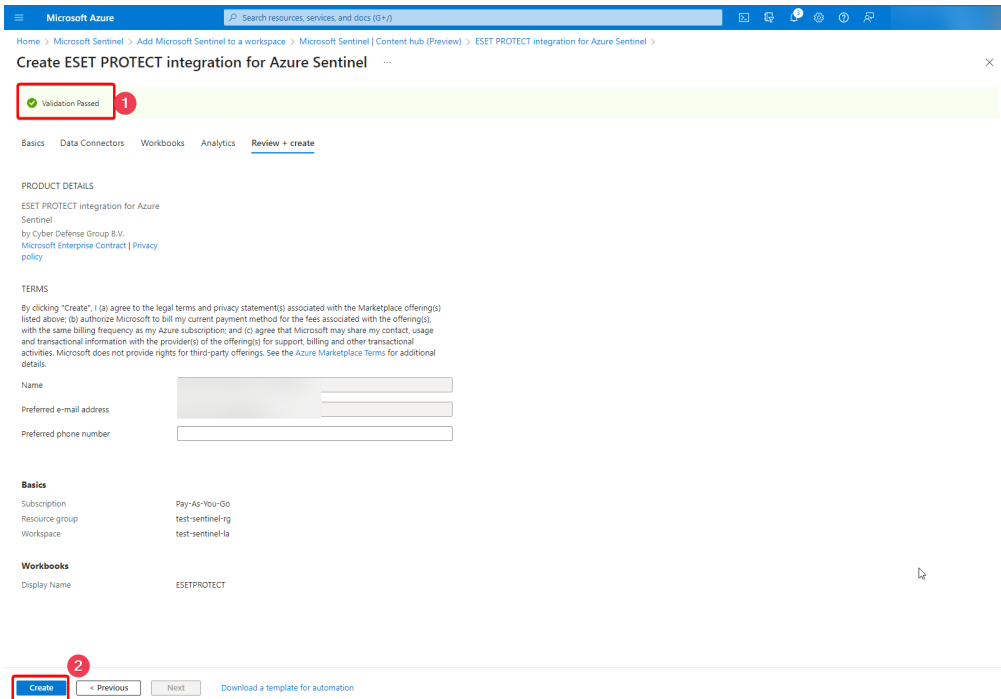 Microsoft Azure
Search resources, services, and docs (G+/)
3
Home > Microsoft Sentinel > Add Microsoft Sentinel to a workspace > Microsoft Sentinel | Content hub (Preview) > ESET PROTECT integration for Azure Sentinel >
Create ESET PROTECT integration for Azure Sentinel ...
Validation Passed
1
Basics Data Connectors Workbooks Analytics Review + create
PRODUCT DETAILS
ESET PROTECT integration for Azure
Sentinel
by Cyber Defense Group B.V.
Microsoft Enterprise Contract | Privacy
policy
TERMS
By clicking "Create", I (a) agree to the legal terms and privacy statement(s) associated with the Marketplace offering(s)
listed above; (b) authorize Microsoft to bill my current payment method for the fees associated with the offering(s),
with the same billing frequency as my Azure subscription; and (c) agree that Microsoft may share my contact, usage
and transactional information with the provider(s) of the offering(s) for support, billing and other transactional
activities. Microsoft does not provide rights for third-party offerings. See the Azure Marketplace Terms for additional
details.
Name
Preferred e-mail address
Preferred phone number
Basics
Subscription Pay-As-You-Go
Resource group test-sentinel-rg
Workspace test-sentinel-la
Workbooks
Display Name ESETPROTECT
2
Create < Previous Next Download a template for automation